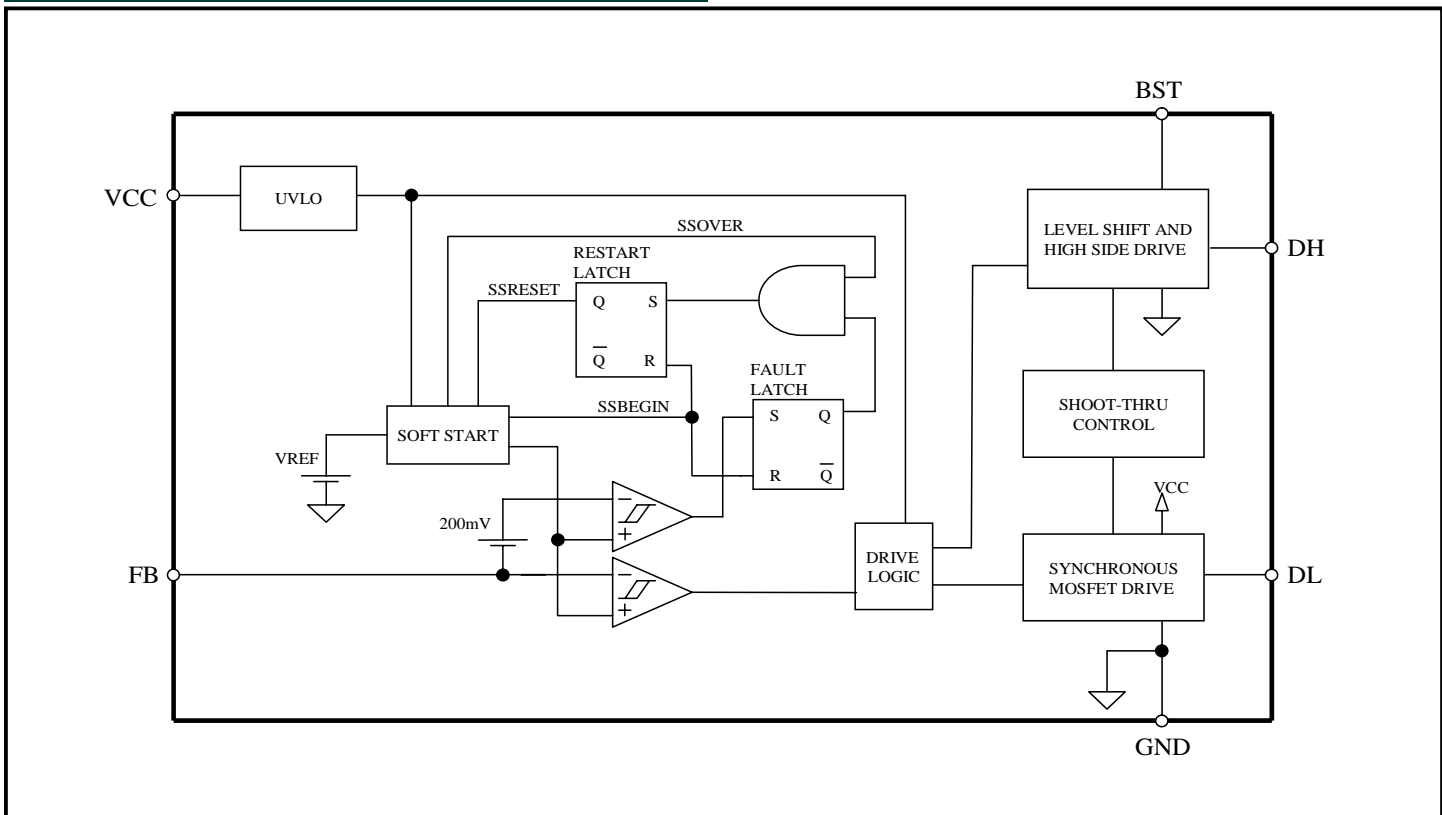 BST
VCC
UVLO
LEVEL SHIFT AND
HIGH SIDE DRIVE
DH
SSOVER
RESTART
LATCH
SSRESET
Q
S
Q
R
FAULT
LATCH
SSBEGIN
S
Q
R
Q
SHOOT-THRU
CONTROL
SOFT START
VREF
VCC
200mV
−
+
DRIVE
LOGIC
SYNCHRONOUS
MOSFET DRIVE
FB
−
+
DL
GND